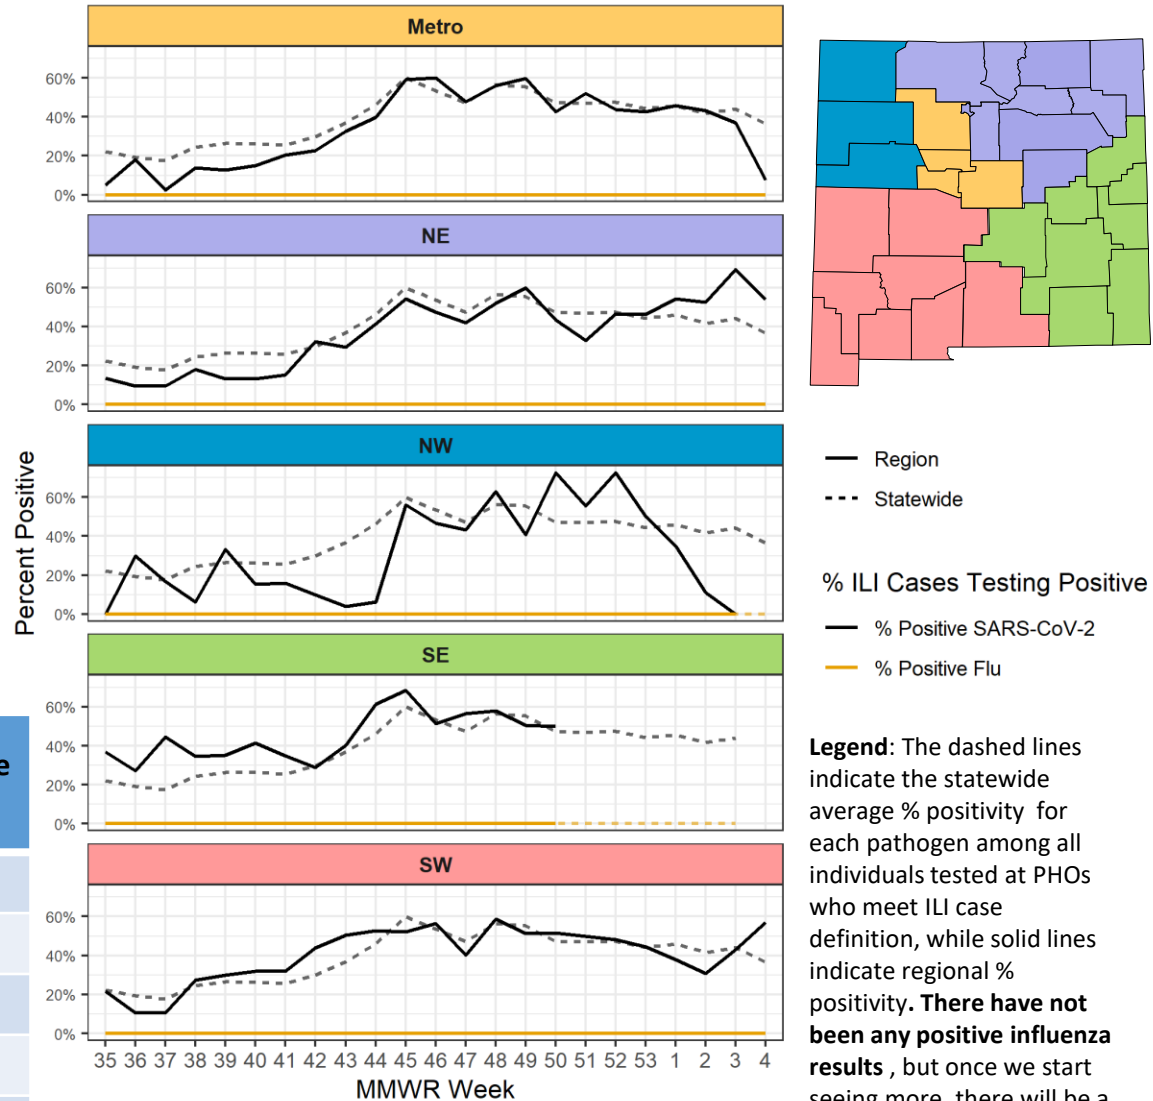 Metro
60%
40%
20%
0%
NE
60%
40%
20%
0%
NW
60%
40%
20%
0%
SE
60%
40%
20%
0%
SW
60%
40%
20%
0%
35 36 37 38 39 40 41 42 43 44 45 46 47 48 49 50 51 52 53 1 2 3 4
MMWR Week
Percent Positive
e
Region
Statewide
% ILI Cases Testing Positive
% Positive SARS-CoV-2
% Positive Flu
Legend: The dashed lines
indicate the statewide
average % positivity for
each pathogen among all
individuals tested at PHOs
who meet ILI case
definition, while solid lines
indicate regional %
positivity. There have not
been any positive influenza
results , but once we start
seeing more, there will be a